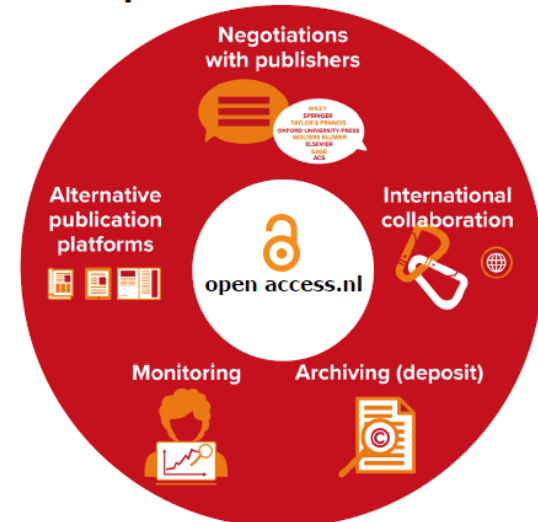 Negotiations
with publishers
WILEY
SPRINGER
TAYLOR & FRANCIS
OXFORD UNIVERSITY PRESS
WOLTERS KLUWER
ELSEVIER
SAGE
ACS
Alternative
publication
platforms
International
collaboration
open access.nl
Monitoring
Archiving (deposit)
©